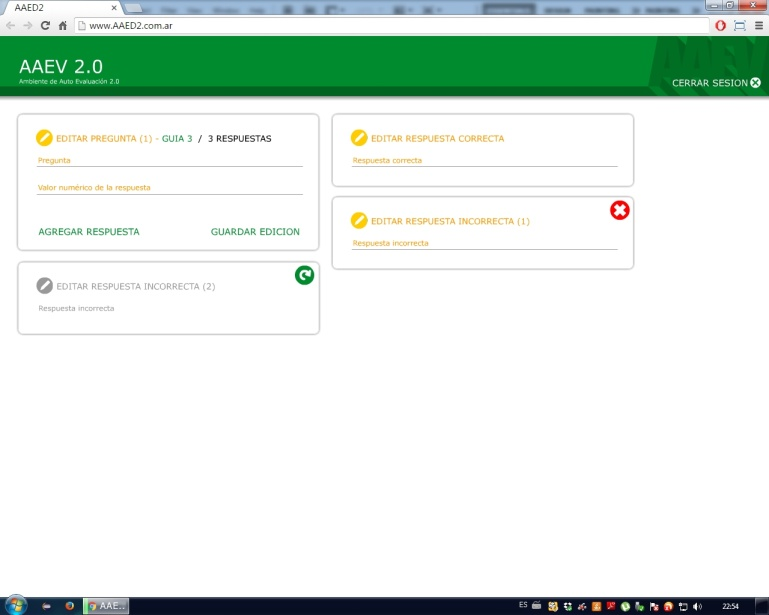 AAED2
www.AAED2.com.ar
AAEV 2.0
Ambiente de Auto Evaluación 2.0
AAEV
CERRAR SESION
EDITAR PREGUNTA (1) - GUIA 3 / 3 RESPUESTAS
Pregunta
Valor numérico de la respuesta
AGREGAR RESPUESTA
GUARDAR EDICION
EDITAR RESPUESTA CORRECTA
Respuesta correcta
EDITAR RESPUESTA INCORRECTA (1)
Respuesta incorrecta
EDITAR RESPUESTA INCORRECTA (2)
Respuesta incorrecta
AAE...
ES
22:54